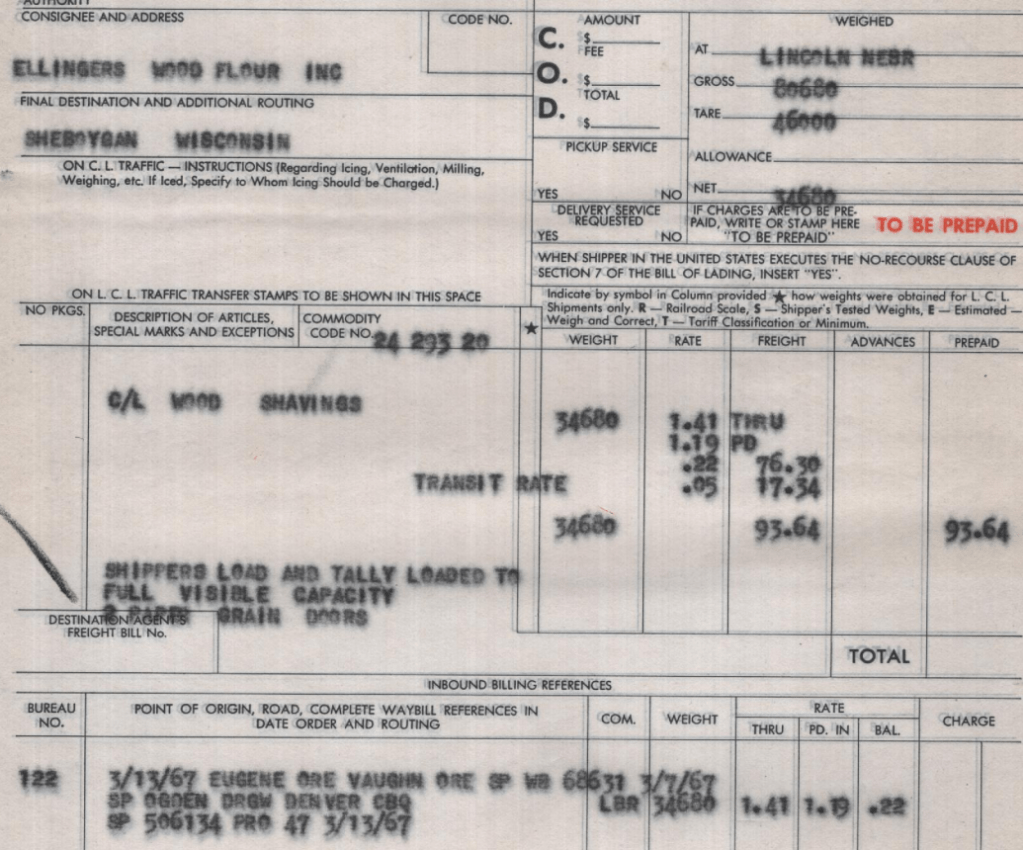 AUTHORITY
CONSIGNEE AND ADDRESS
CODE NO.
ELLINGERS WOOD FLOUR INC
FINAL DESTINATION AND ADDITIONAL ROUTING
SHEBOYGAN WISCONSIN
ON C. L. TRAFFIC — INSTRUCTIONS (Regarding Icing, Ventilation, Milling,
Weighing, etc. If Iced, Specify to Whom Icing Should be Charged.)
C. O. D.
AMOUNT
$
FEE
$
TOTAL
$
WEIGHED
AT LINCOLN NEBR
GROSS 80680
TARE 46000
ALLOWANCE
NET 34680
PICKUP SERVICE
YES NO
DELIVERY SERVICE
REQUESTED
YES NO
IF CHARGES ARE TO BE PRE-
PAID, WRITE OR STAMP HERE
"TO BE PREPAID"
TO BE PREPAID
WHEN SHIPPER IN THE UNITED STATES EXECUTES THE NO-RECOURSE CLAUSE OF
SECTION 7 OF THE BILL OF LADING, INSERT "YES".
ON L. C. L. TRAFFIC TRANSFER STAMPS TO BE SHOWN IN THIS SPACE
Indicate by symbol in Column provided ★ how weights were obtained for L. C. L.
Shipments only. R — Railroad Scale, S — Shipper's Tested Weights, E — Estimated —
Weigh and Correct, T — Tariff Classification or Minimum.
NO PKGS.
DESCRIPTION OF ARTICLES,
SPECIAL MARKS AND EXCEPTIONS
COMMODITY
CODE NO. 24 293 20
★
WEIGHT RATE FREIGHT ADVANCES PREPAID
C/L WOOD SHAVINGS
34680 1.41 THRU
1.19 PD
.22 76.30
TRANSIT RATE .05 17.34
34680 93.64 93.64
SHIPPERS LOAD AND TALLY LOADED TO
FULL VISIBLE CAPACITY
2 PARTS GRAIN DOORS
DESTINATION AGENT'S
FREIGHT BILL No.
TOTAL
INBOUND BILLING REFERENCES
BUREAU
NO.
POINT OF ORIGIN, ROAD, COMPLETE WAYBILL REFERENCES IN
DATE ORDER AND ROUTING
COM. WEIGHT
RATE
THRU PD. IN BAL.
CHARGE
122 3/13/67 EUGENE ORE VAUGHN ORE SP WB 68631 3/7/67
SP OGDEN DRGW DENVER CBQ LBR 34680 1.41 1.19 .22
SP 506134 PRO 47 3/13/67